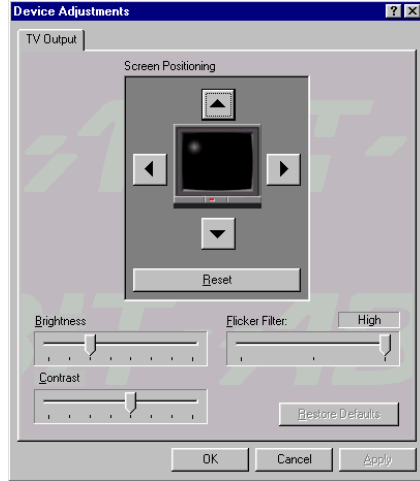 Device Adjustments
TV Output
Screen Positioning
Reset
Brightness
Flicker Filter: High
Contrast
Restore Defaults
OK Cancel Apply